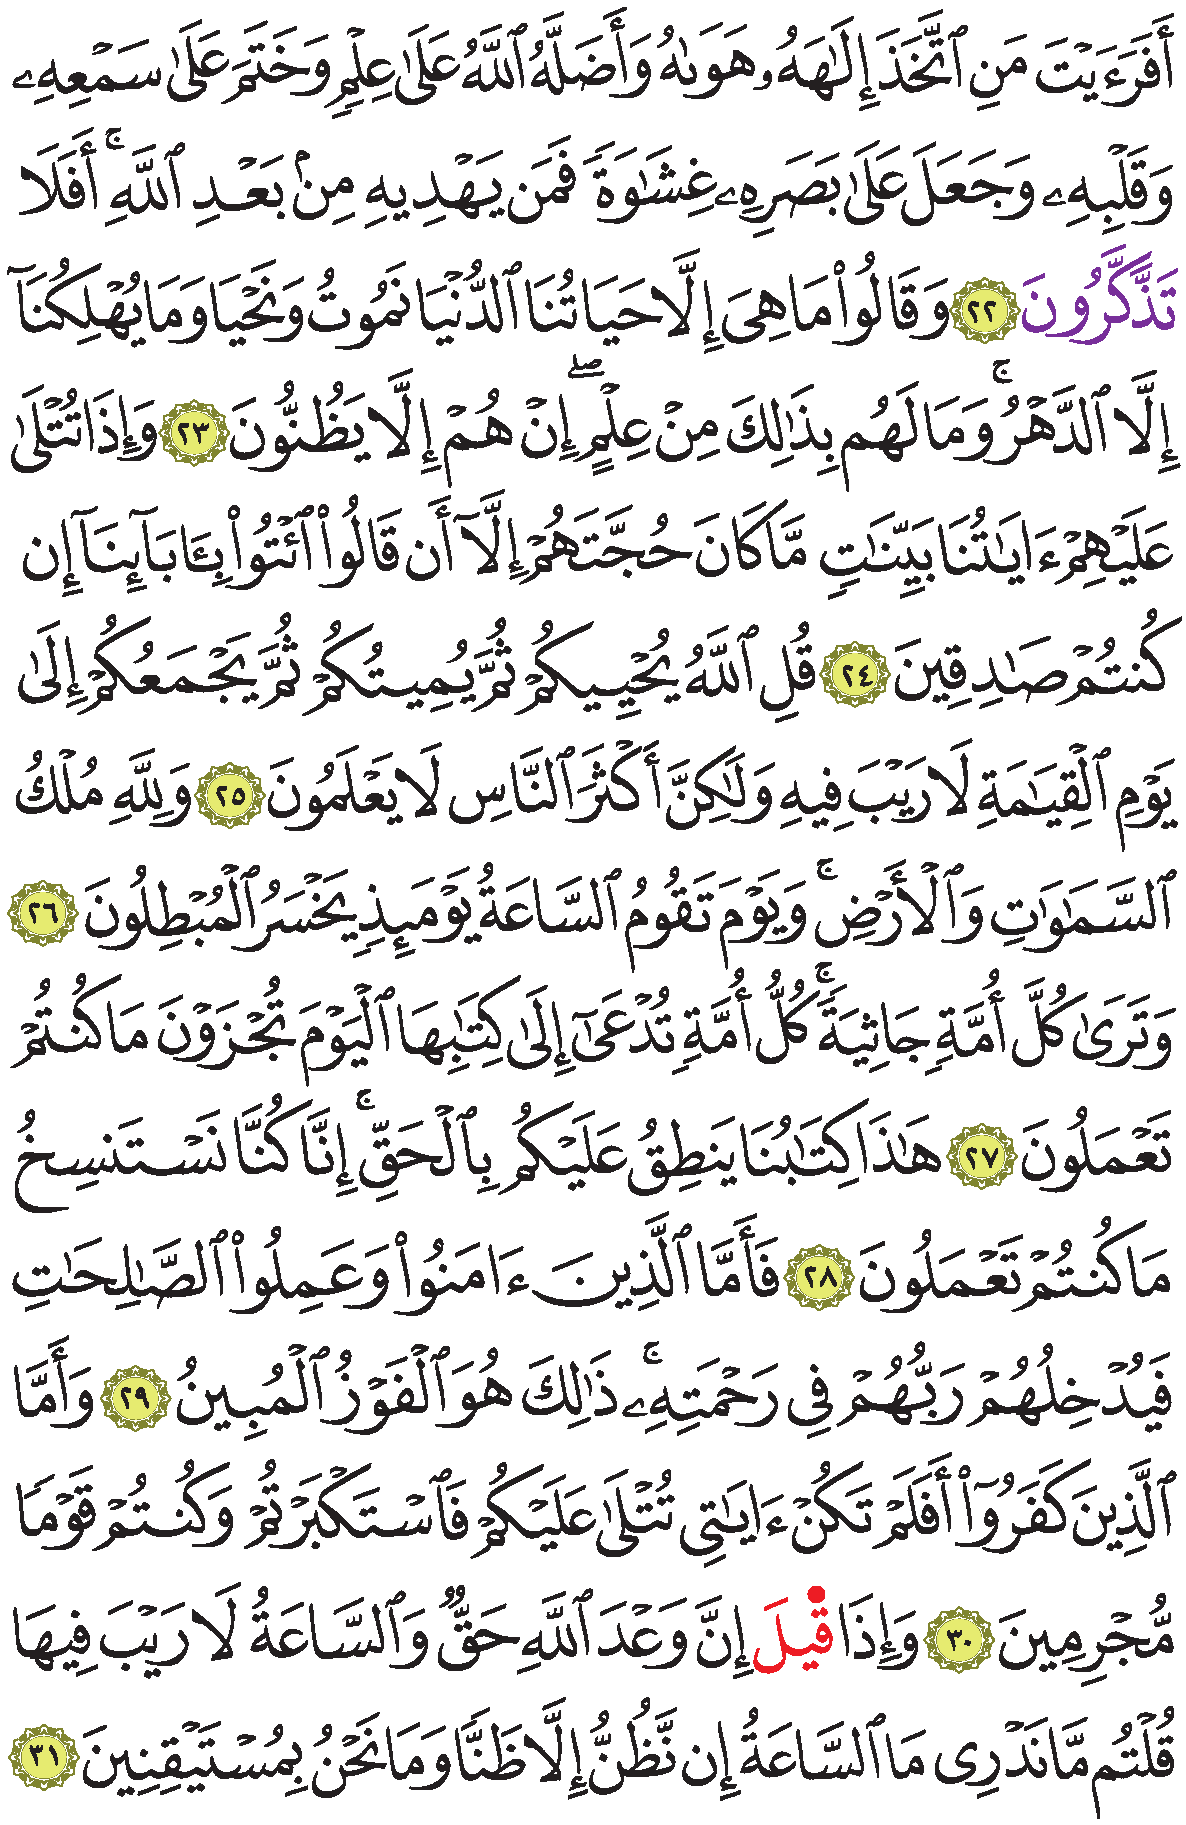 أَفَرَءَيْتَ مَنِ ٱتَّخَذَ إِلَٰهَهُۥ هَوَىٰهُ وَأَضَلَّهُ ٱللَّهُ عَلَىٰ عِلْمٍ وَخَتَمَ عَلَىٰ سَمْعِهِۦ
وَقَلْبِهِۦ وَجَعَلَ عَلَىٰ بَصَرِهِۦ غِشَٰوَةً فَمَن يَهْدِيهِ مِنۢ بَعْدِ ٱللَّهِ ۚ أَفَلَا
تَذَّكَّرُونَ ٢٢ وَقَالُوا۟ مَا هِىَ إِلَّا حَيَاتُنَا ٱلدُّنْيَا نَمُوتُ وَنَحْيَا وَمَا يُهْلِكُنَآ
إِلَّا ٱلدَّهْرُ ۚ وَمَا لَهُم بِذَٰلِكَ مِنْ عِلْمٍ ۖ إِنْ هُمْ إِلَّا يَظُنُّونَ ٢٣ وَإِذَا تُتْلَىٰ
عَلَيْهِمْ ءَايَٰتُنَا بَيِّنَٰتٍ مَّا كَانَ حُجَّتَهُمْ إِلَّآ أَن قَالُوا۟ ٱئْتُوا۟ بِـَٔابَآئِنَآ إِن
كُنتُمْ صَٰدِقِينَ ٢٤ قُلِ ٱللَّهُ يُحْيِيكُمْ ثُمَّ يُمِيتُكُمْ ثُمَّ يَجْمَعُكُمْ إِلَىٰ
يَوْمِ ٱلْقِيَٰمَةِ لَا رَيْبَ فِيهِ وَلَٰكِنَّ أَكْثَرَ ٱلنَّاسِ لَا يَعْلَمُونَ ٢٥ وَلِلَّهِ مُلْكُ
ٱلسَّمَٰوَٰتِ وَٱلْأَرْضِ ۚ وَيَوْمَ تَقُومُ ٱلسَّاعَةُ يَوْمَئِذٍ يَخْسَرُ ٱلْمُبْطِلُونَ ٢٦
وَتَرَىٰ كُلَّ أُمَّةٍ جَاثِيَةً ۚ كُلُّ أُمَّةٍ تُدْعَىٰٓ إِلَىٰ كِتَٰبِهَا ٱلْيَوْمَ تُجْزَوْنَ مَا كُنتُمْ
تَعْمَلُونَ ٢٧ هَٰذَا كِتَٰبُنَا يَنطِقُ عَلَيْكُم بِٱلْحَقِّ ۚ إِنَّا كُنَّا نَسْتَنسِخُ
مَا كُنتُمْ تَعْمَلُونَ ٢٨ فَأَمَّا ٱلَّذِينَ ءَامَنُوا۟ وَعَمِلُوا۟ ٱلصَّٰلِحَٰتِ
فَيُدْخِلُهُمْ رَبُّهُمْ فِى رَحْمَتِهِۦ ۚ ذَٰلِكَ هُوَ ٱلْفَوْزُ ٱلْمُبِينُ ٢٩ وَأَمَّا
ٱلَّذِينَ كَفَرُوٓا۟ أَفَلَمْ تَكُنْ ءَايَٰتِى تُتْلَىٰ عَلَيْكُمْ فَٱسْتَكْبَرْتُمْ وَكُنتُمْ قَوْمًا
مُّجْرِمِينَ ٣٠ وَإِذَا قِيلَ إِنَّ وَعْدَ ٱللَّهِ حَقٌّ وَٱلسَّاعَةُ لَا رَيْبَ فِيهَا
قُلْتُم مَّا نَدْرِى مَا ٱلسَّاعَةُ إِن نَّظُنُّ إِلَّا ظَنًّا وَمَا نَحْنُ بِمُسْتَيْقِنِينَ ٣١